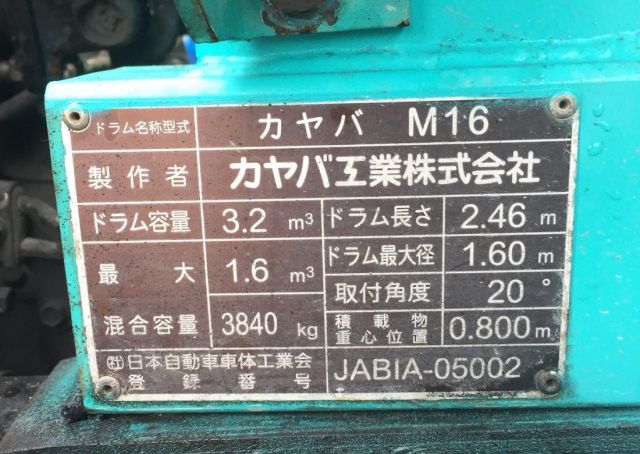 ドラム名称型式 カヤバ M16
製作者 カヤバ工業株式会社
ドラム容量 3.2 m³ ドラム長さ 2.46 m
最大 1.6 m³ ドラム最大径 1.60 m
取付角度 20°
混合容量 3840 kg 積載物重心位置 0.800m
㈳日本自動車車体工業会
登録番号 JABIA-05002